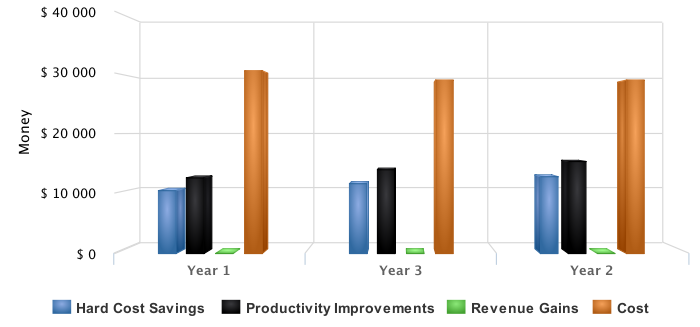 $ 40 000
$ 30 000
$ 20 000
$ 10 000
$ 0
Money
Year 1 Year 3 Year 2
Hard Cost Savings Productivity Improvements Revenue Gains Cost